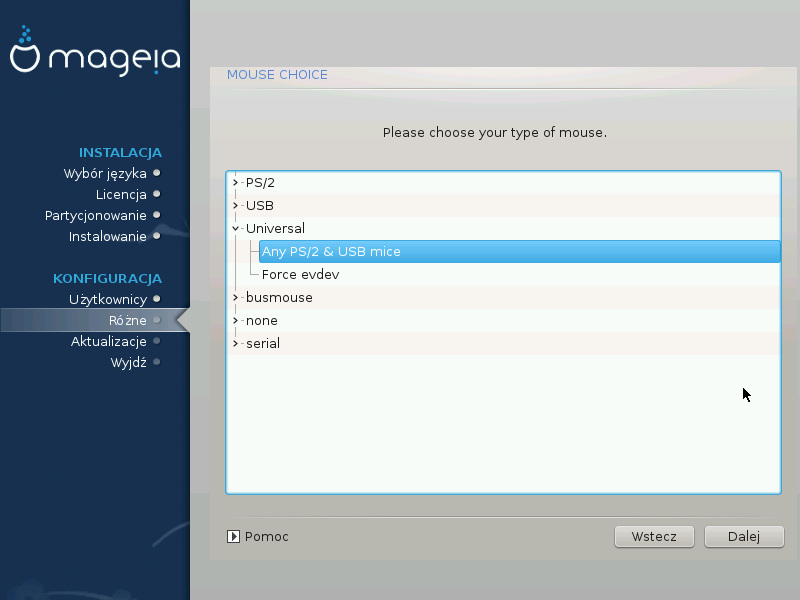 mageia
INSTALACJA
Wybór języka
Licencja
Partycjonowanie
Instalowanie
KONFIGURACJA
Użytkownicy
Różne
Aktualizacje
Wyjdź
MOUSE CHOICE
Please choose your type of mouse.
PS/2
USB
Universal
Any PS/2 & USB mice
Force evdev
busmouse
none
serial
Pomoc
Wstecz
Dalej